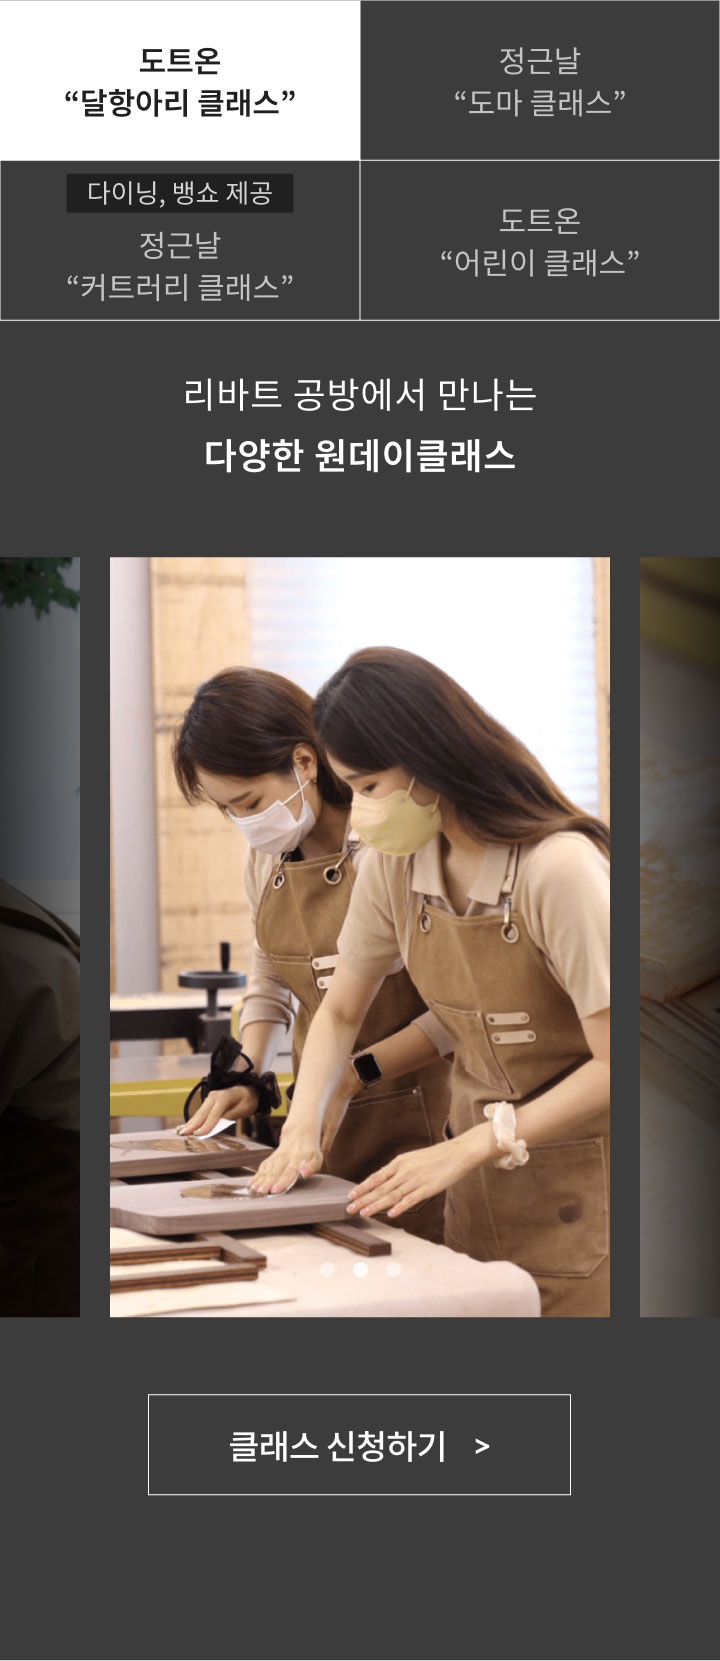 도트온
“달항아리 클래스”
정근날
“도마 클래스”
다이닝, 뱅쇼 제공
정근날
“커트러리 클래스”
도트온
“어린이 클래스”
리바트 공방에서 만나는
다양한 원데이클래스
클래스 신청하기 >